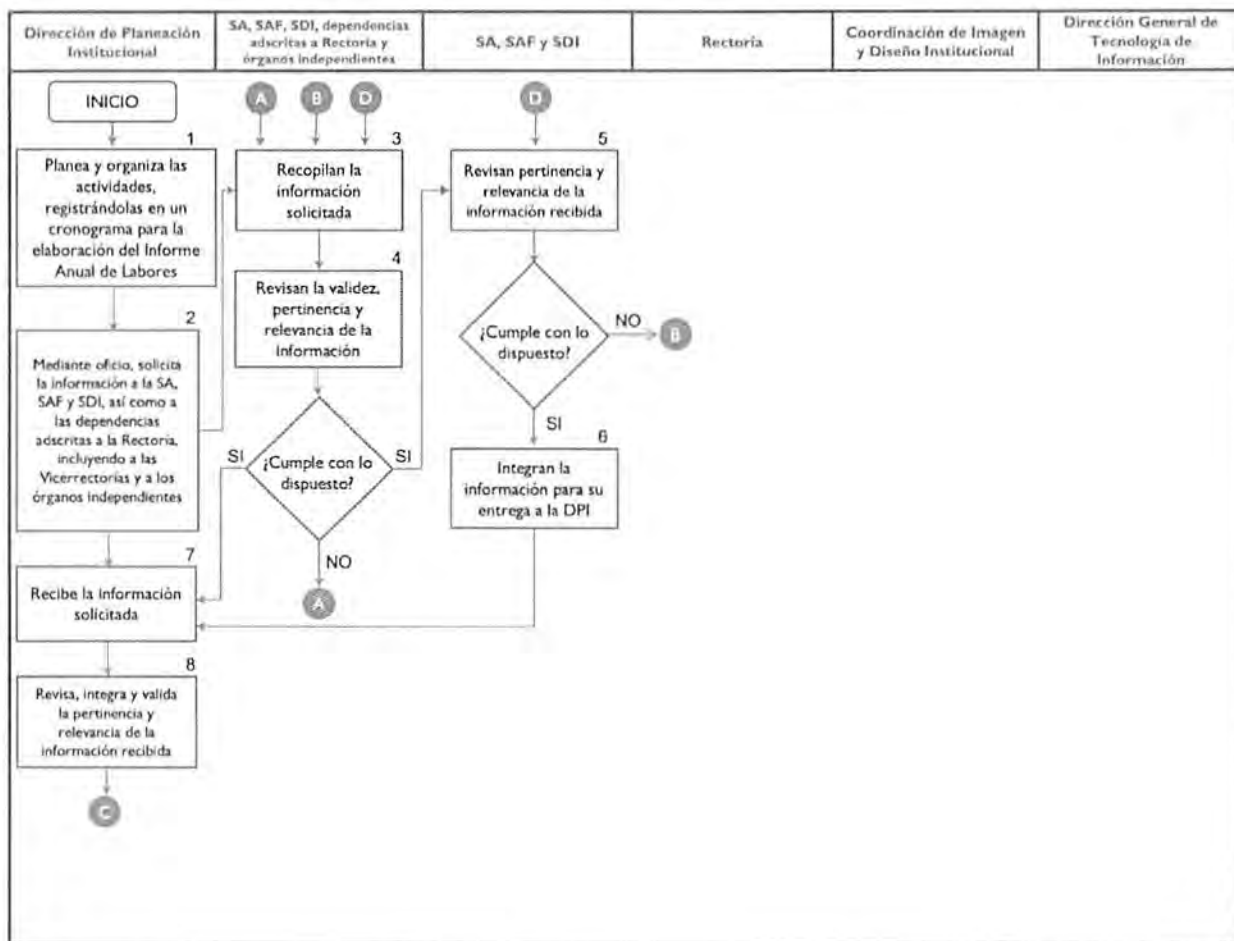 Dirección de Planeación
Institucional
SA, SAF, SDI, dependencias
adscritas a Rectoría y
órganos independientes
SA, SAF y SDI
Rectoría
Coordinación de Imagen
y Diseño Institucional
Dirección General de
Tecnología de
Información
INICIO
1
Planea y organiza las
actividades,
registrándolas en un
cronograma para la
elaboración del Informe
Anual de Labores
2
Mediante oficio, solicita
la información a la SA,
SAF y SDI, así como a
las dependencias
adscritas a la Rectoría,
incluyendo a las
Vicerrectorías y a los
órganos independientes
7
Recibe la información
solicitada
8
Revisa, integra y valida
la pertinencia y
relevancia de la
información recibida
C
A
B
D
3
Recopilan la
información
solicitada
4
Revisan la validez,
pertinencia y
relevancia de la
Información
SI
¿Cumple con lo
dispuesto?
SI
NO
A
D
5
Revisan pertinencia y
relevancia de la
información recibida
¿Cumple con lo
dispuesto?
NO
B
SI
6
Integran la
información para su
entrega a la DPI